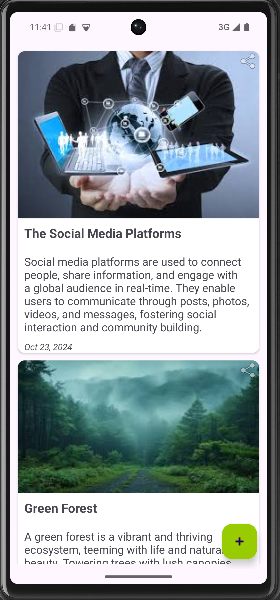 11:41
3G
The Social Media Platforms
Social media platforms are used to connect
people, share information, and engage with
a global audience in real-time. They enable
users to communicate through posts, photos,
videos, and messages, fostering social
interaction and community building.
Oct 23, 2024
Green Forest
A green forest is a vibrant and thriving
ecosystem, teeming with life and natural
beauty. Towering trees with lush canopies
+